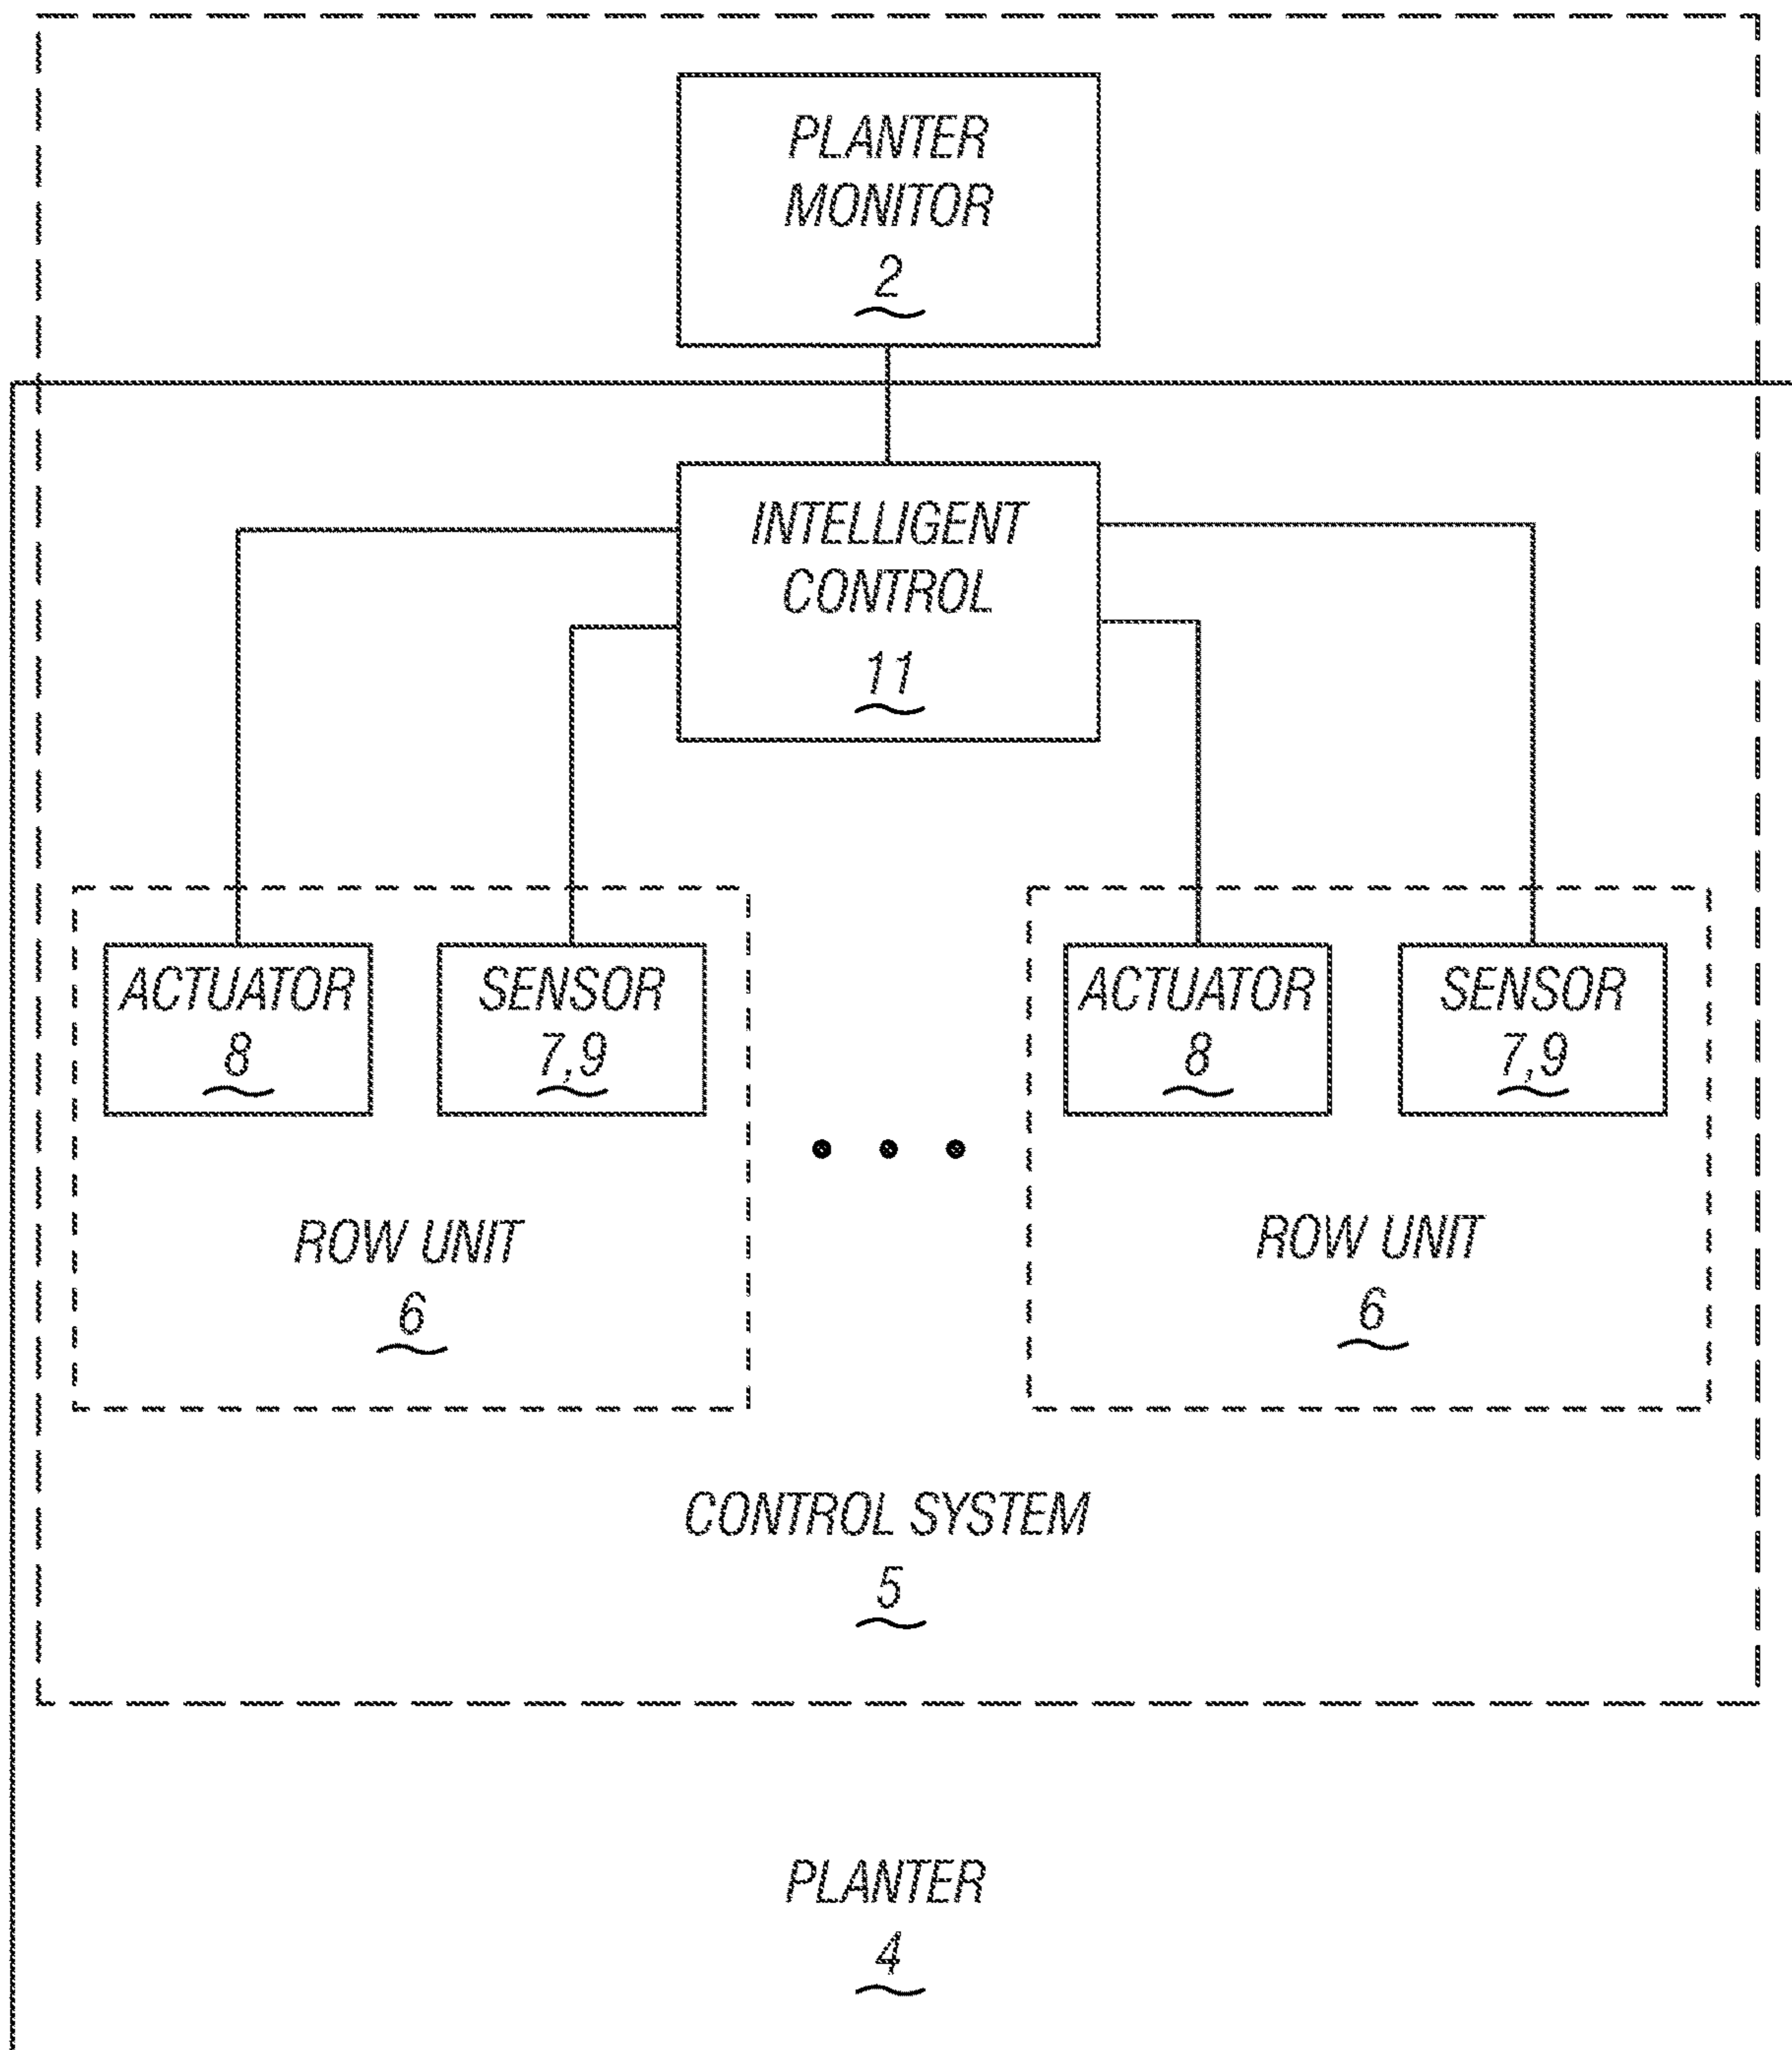 PLANTER
MONITOR
2
INTELLIGENT
CONTROL
11
ACTUATOR
8
SENSOR
7,9
ROW UNIT
6
ACTUATOR
8
SENSOR
7,9
ROW UNIT
6
CONTROL SYSTEM
5
PLANTER
4